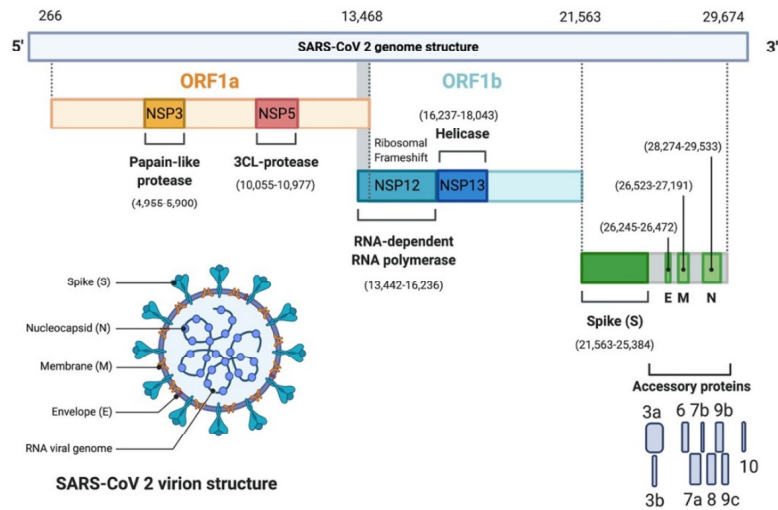 266 13,468 21,563 29,674
5' SARS-CoV 2 genome structure 3'
ORF1a ORF1b
NSP3 NSP5
Papain-like
protease
(4,955-5,900)
3CL-protease
(10,055-10,977)
(16,237-18,043)
Helicase
Ribosomal
Frameshift
NSP12 NSP13
RNA-dependent
RNA polymerase
(13,442-16,236)
(28,274-29,533)
(26,523-27,191)
(26,245-26,472)
E M N
Spike (S)
(21,563-25,384)
Accessory proteins
3a 6 7b 9b
10
3b 7a 8 9c
Spike (S)
Nucleocapsid (N)
Membrane (M)
Envelope (E)
RNA viral genome
SARS-CoV 2 virion structure